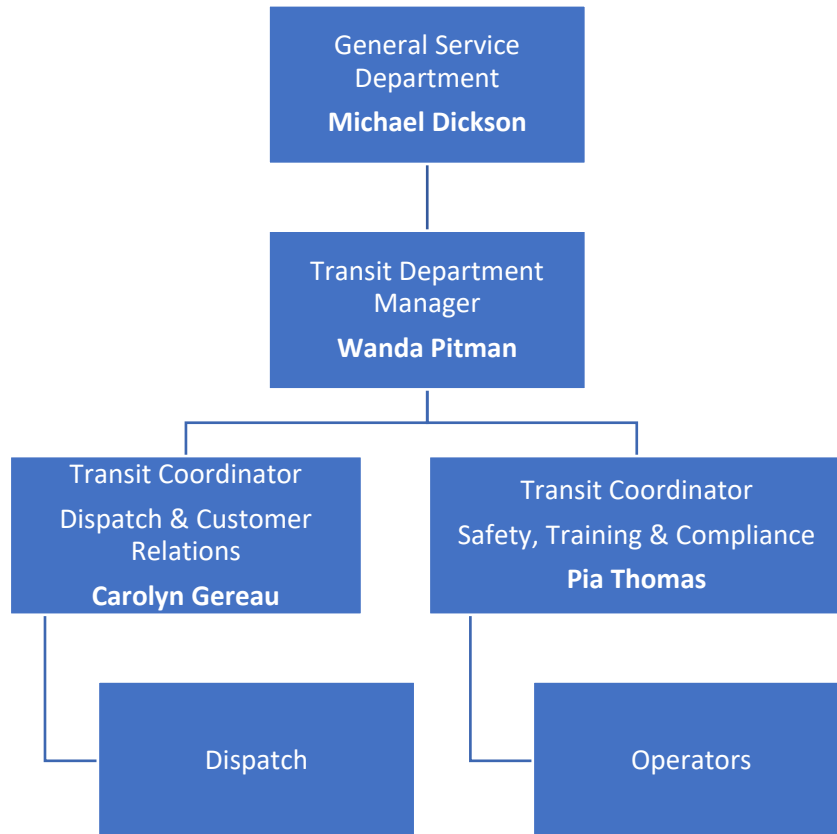 General Service
Department
Michael Dickson
Transit Department
Manager
Wanda Pitman
Transit Coordinator
Dispatch & Customer
Relations
Carolyn Gereau
Transit Coordinator
Safety, Training & Compliance
Pia Thomas
Dispatch
Operators